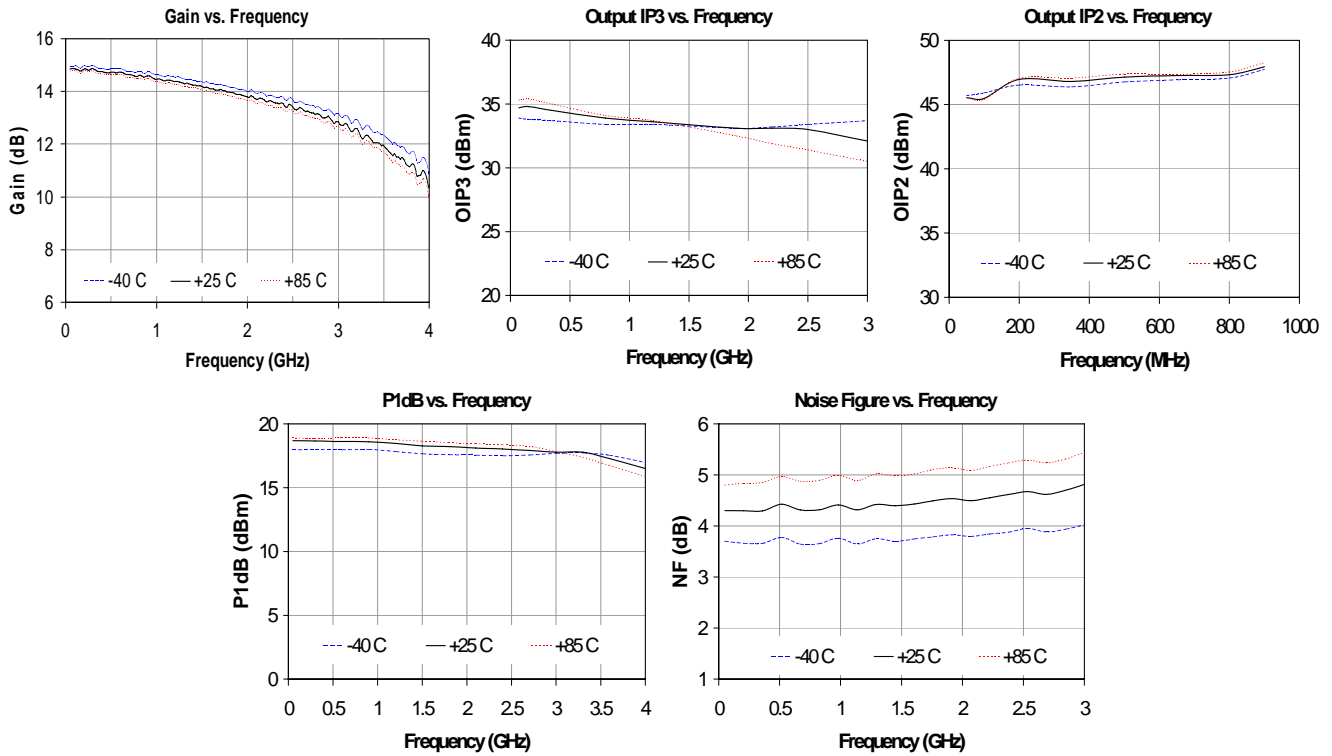 Gain vs. Frequency
16
14
12
10
8
6
Gain (dB)
-40 C
+25 C
+85 C
0
1
2
3
4
Frequency (GHz)
Output IP3 vs. Frequency
40
35
30
25
20
OIP3 (dBm)
-40 C
+25 C
+85 C
0
0.5
1
1.5
2
2.5
3
Frequency (GHz)
Output IP2 vs. Frequency
50
45
40
35
30
OIP2 (dBm)
-40 C
+25 C
+85 C
0
200
400
600
800
1000
Frequency (MHz)
P1dB vs. Frequency
20
15
10
5
0
P1dB (dBm)
-40 C
+25 C
+85 C
0
0.5
1
1.5
2
2.5
3
3.5
4
Frequency (GHz)
Noise Figure vs. Frequency
6
5
4
3
2
1
NF (dB)
-40 C
+25 C
+85 C
0
0.5
1
1.5
2
2.5
3
Frequency (GHz)